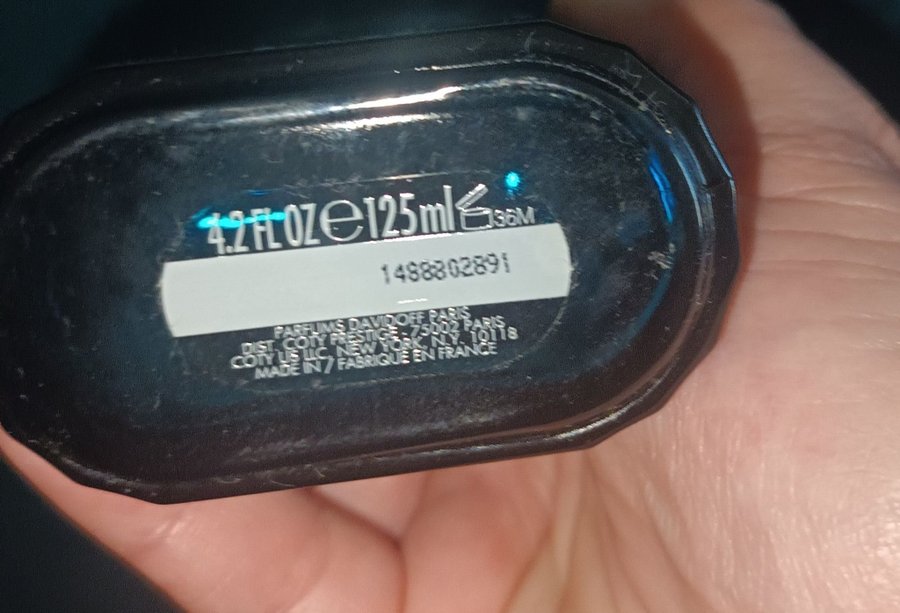 4.2 FL OZ ℮ 125ml 36M
1488802891
PARFUMS DAVIDOFF PARIS
DIST. COTY PRESTIGE - 75002 PARIS
COTY US LLC, NEW YORK, N.Y. 10118
MADE IN / FABRIQUÉ EN FRANCE